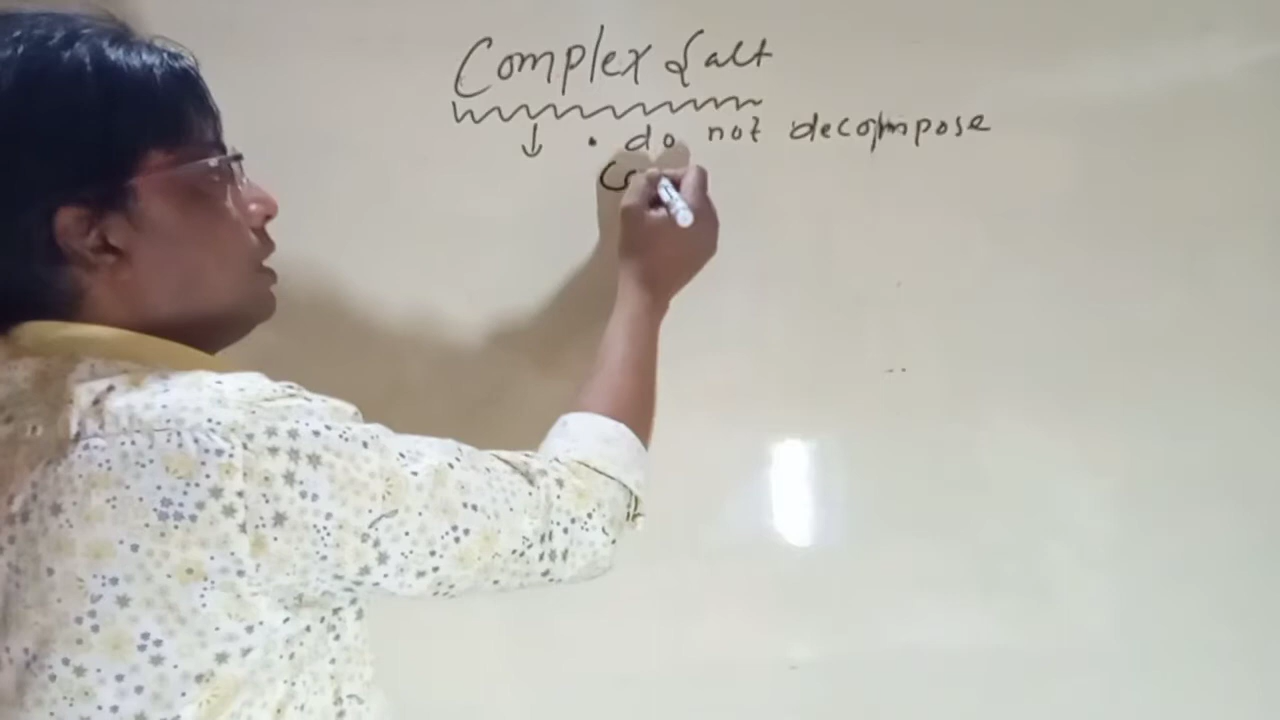 Complex Salt
↓ • do not decompose